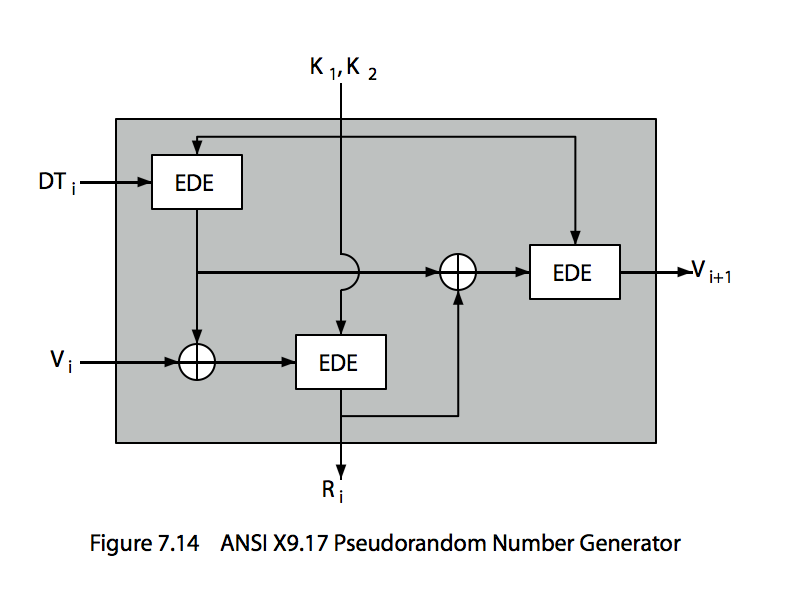 K 1, K 2
DT i
EDE
EDE
V i+1
V i
EDE
R i
Figure 7.14 ANSI X9.17 Pseudorandom Number Generator